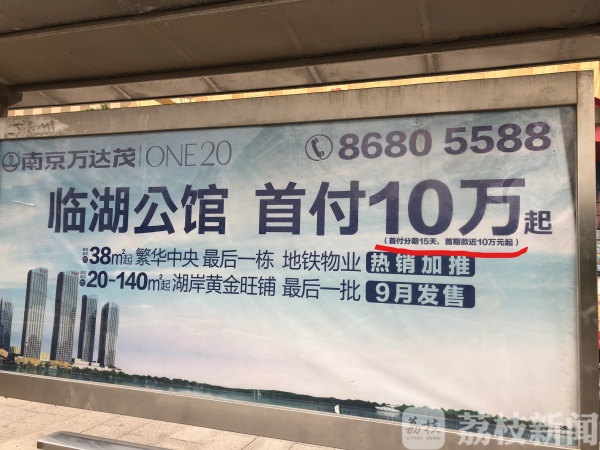 南京万达茂 ONE20
8680 5588
临湖公馆 首付10万起
(首付分期15天，首期款近10万元起)
38m²起 繁华中央 最后一栋 地铁物业 热销加推
20-140m²起 湖岸黄金旺铺 最后一批 9月发售
荔枝新闻